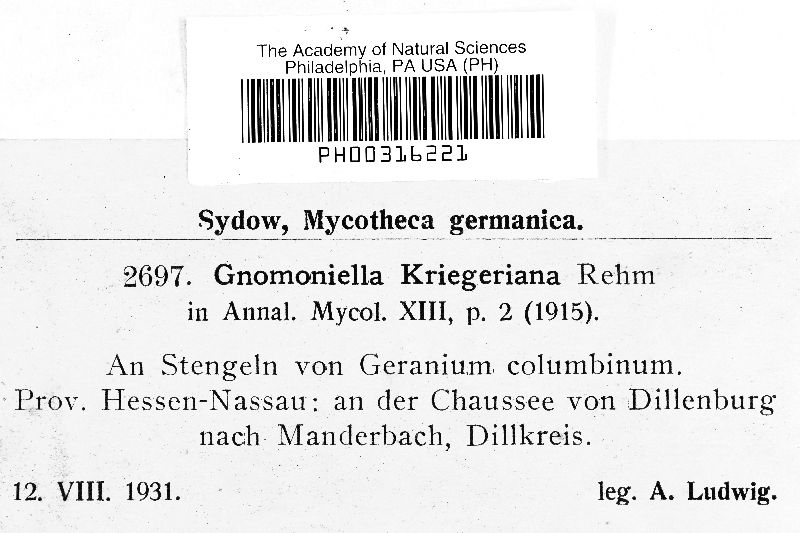 The Academy of Natural Sciences
Philadelphia, PA USA (PH)
PH00316221
Sydow, Mycotheca germanica.
2697. Gnomoniella Kriegeriana Rehm
in Annal. Mycol. XIII, p. 2 (1915).
An Stengeln von Geranium columbinum.
Prov. Hessen-Nassau: an der Chaussee von Dillenburg
nach Manderbach, Dillkreis.
12. VIII. 1931. leg. A. Ludwig.